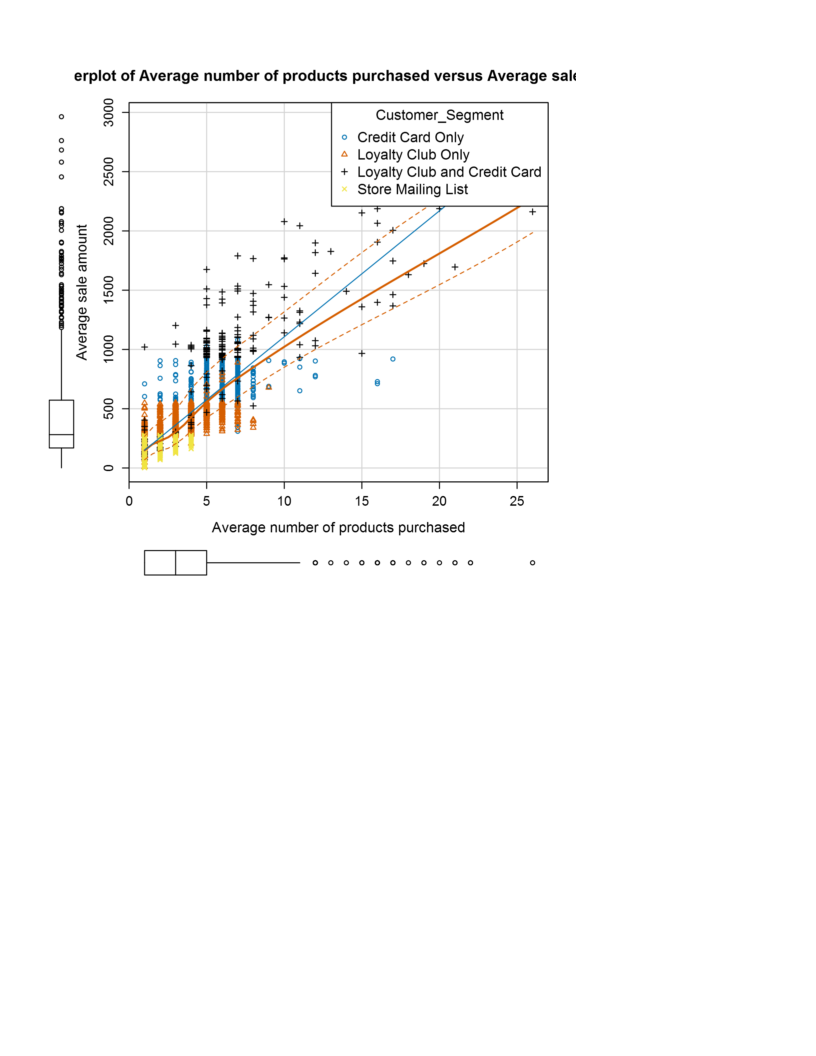 erplot of Average number of products purchased versus Average sale
Customer_Segment
Credit Card Only
Loyalty Club Only
Loyalty Club and Credit Card
Store Mailing List
Average sale amount
3000
2500
2000
1500
1000
500
0
0 5 10 15 20 25
Average number of products purchased